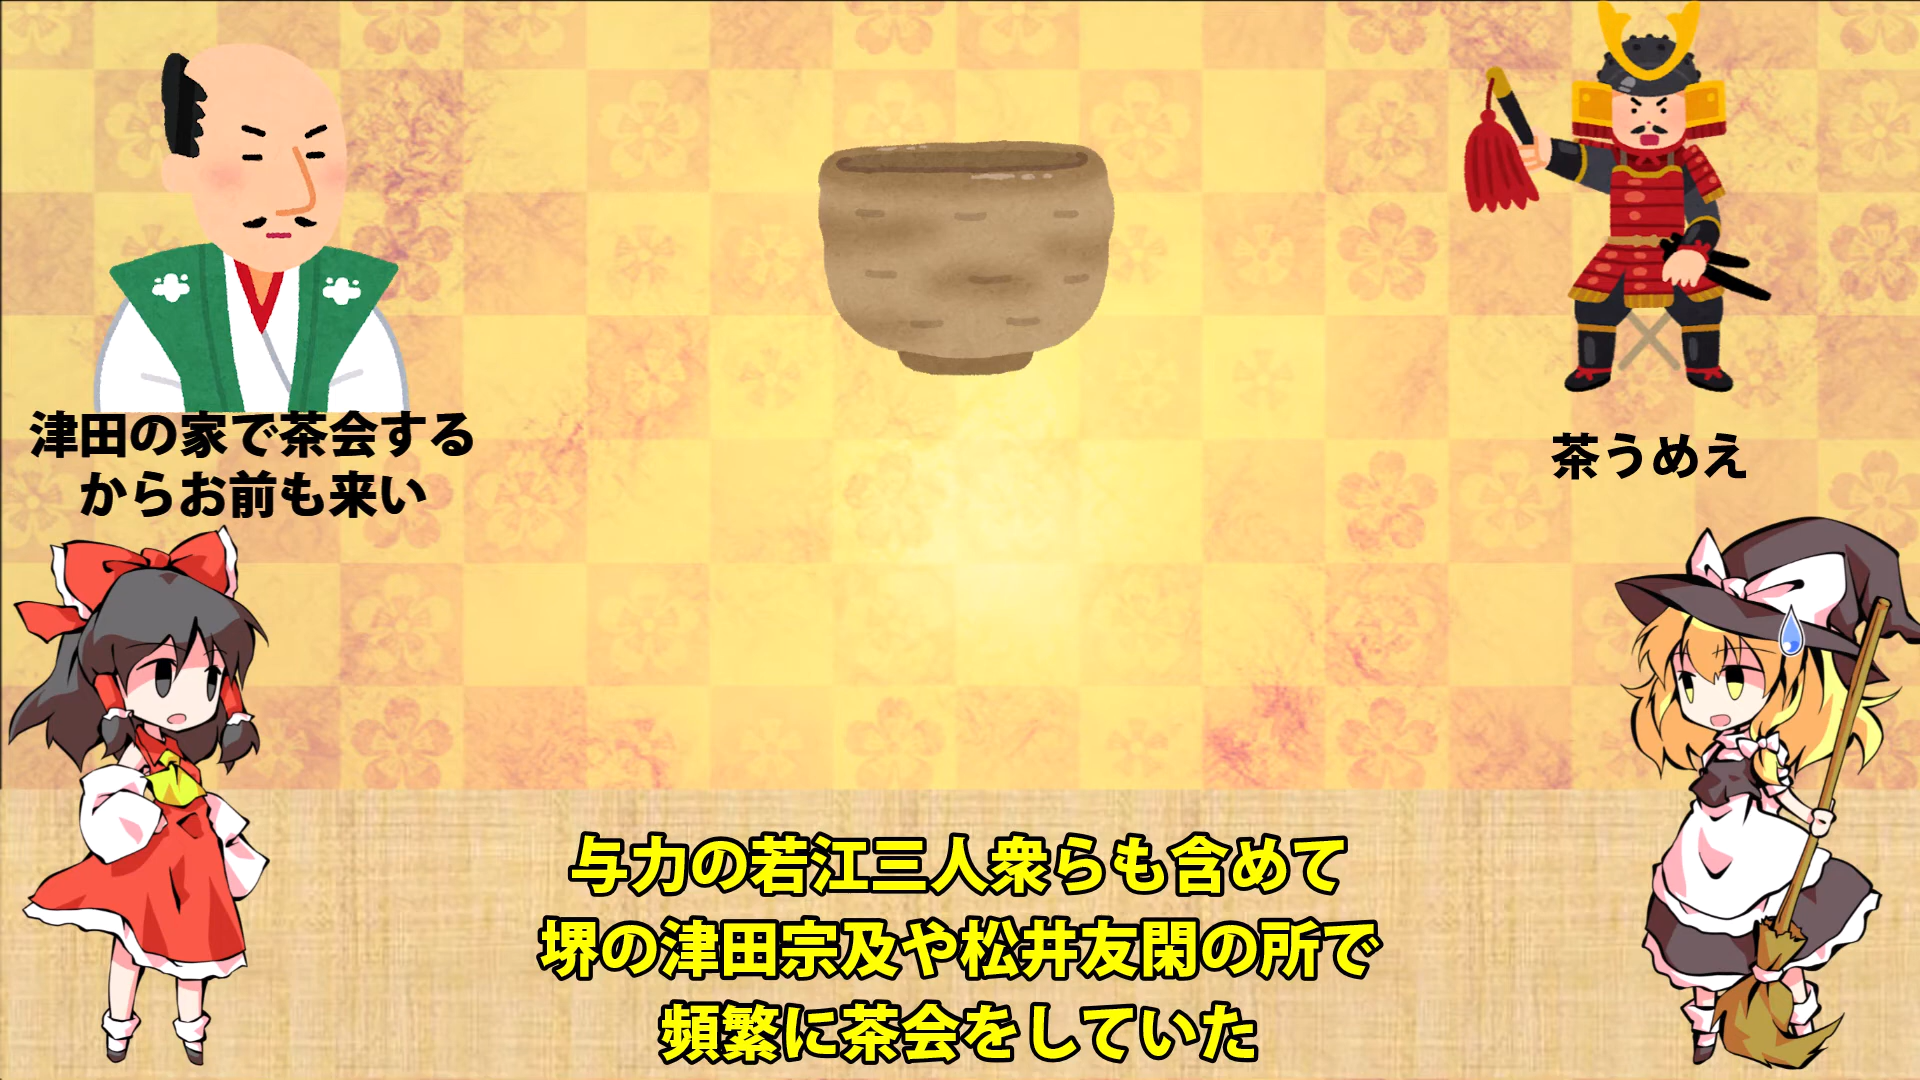 津田の家で茶会する
からお前も来い
茶うめえ
与力の若江三人衆らも含めて
堺の津田宗及や松井友閑の所で
頻繁に茶会をしていた